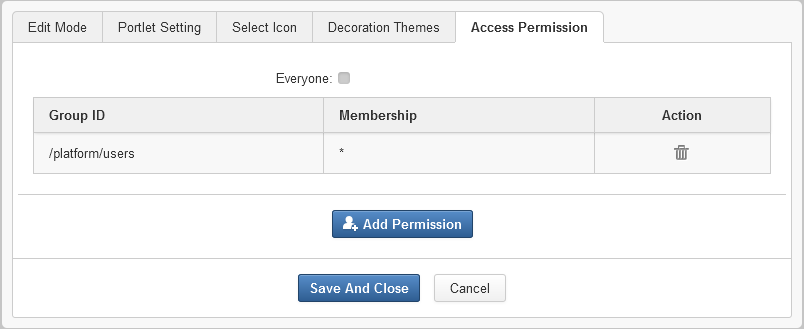 Edit Mode Portlet Setting Select Icon Decoration Themes Access Permission
Everyone:
Group ID Membership Action
/platform/users *
Add Permission
Save And Close Cancel